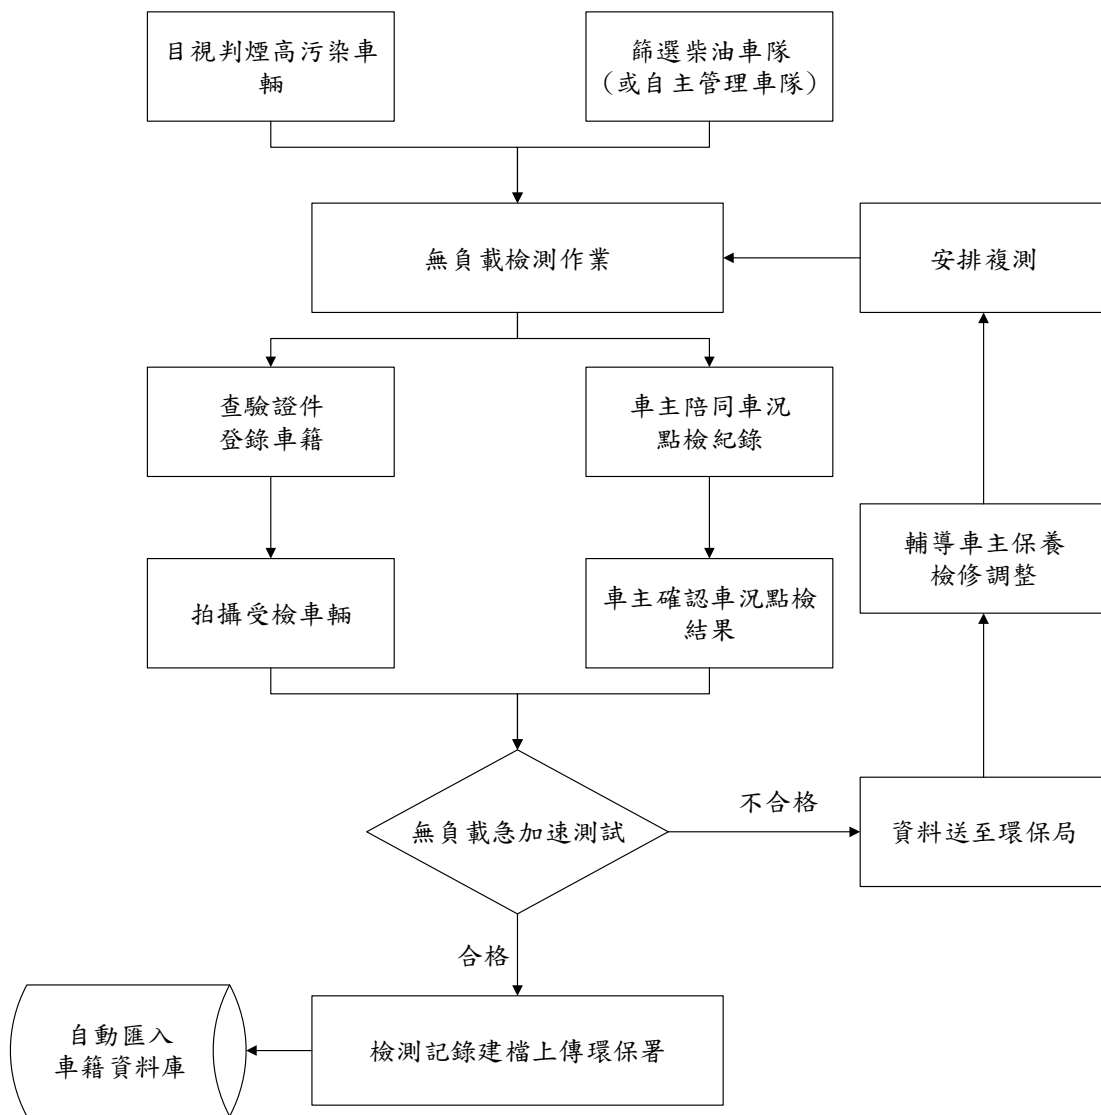 目視判煙高污染車
輛
篩選柴油車隊
(或自主管理車隊)
無負載檢測作業
安排複測
查驗證件
登錄車籍
車主陪同車況
點檢紀錄
輔導車主保養
檢修調整
拍攝受檢車輛
車主確認車況點檢
結果
無負載急加速測試
不合格
資料送至環保局
合格
自動匯入
車籍資料庫
檢測記錄建檔上傳環保署